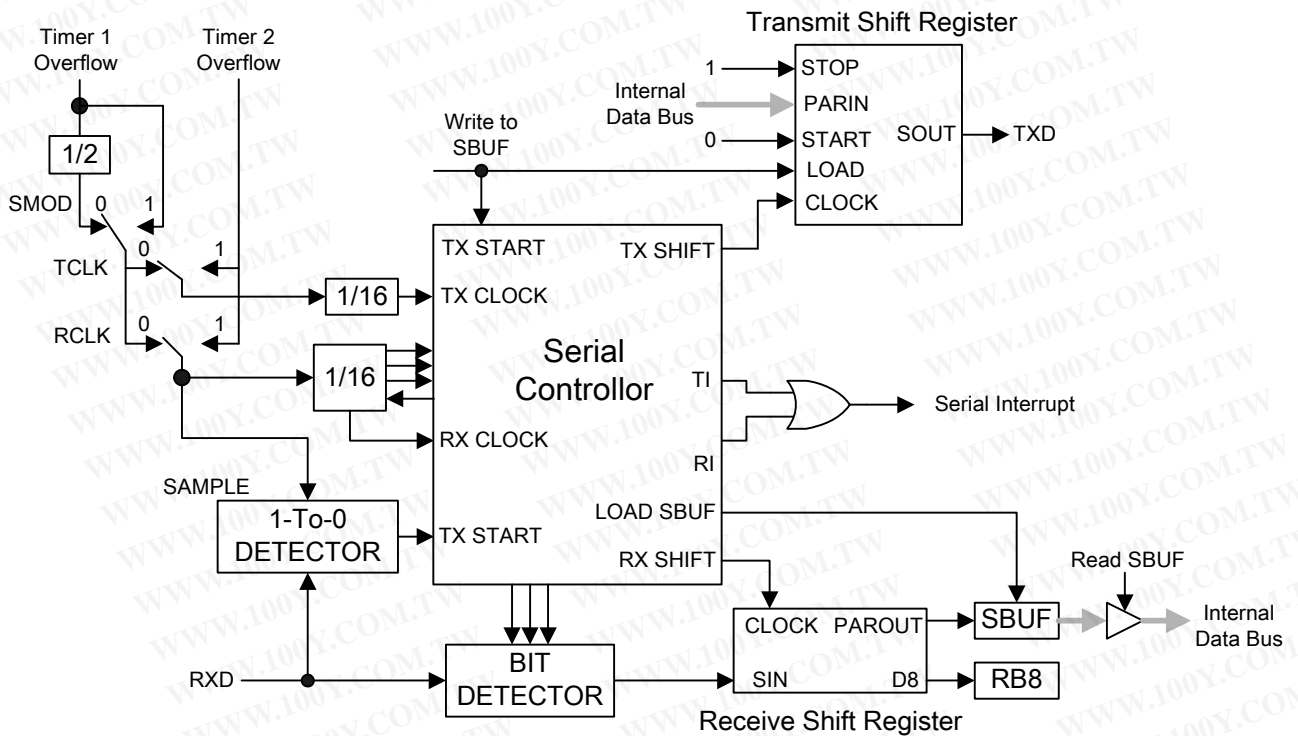 Transmit Shift Register
Timer 1
Overflow
Timer 2
Overflow
1
STOP
Internal
Data Bus
PARIN
0
START
SOUT
TXD
LOAD
CLOCK
Write to
SBUF
1/2
SMOD
0
1
TCLK
0
1
RCLK
0
1
1/16
1/16
TX START
TX SHIFT
TX CLOCK
Serial
Controllor
TI
Serial Interrupt
RX CLOCK
RI
SAMPLE
1-To-0
DETECTOR
TX START
LOAD SBUF
RX SHIFT
Read SBUF
CLOCK
PAROUT
SBUF
Internal
Data Bus
RXD
BIT
DETECTOR
SIN
D8
RB8
Receive Shift Register
WWW.100Y.COM.TW